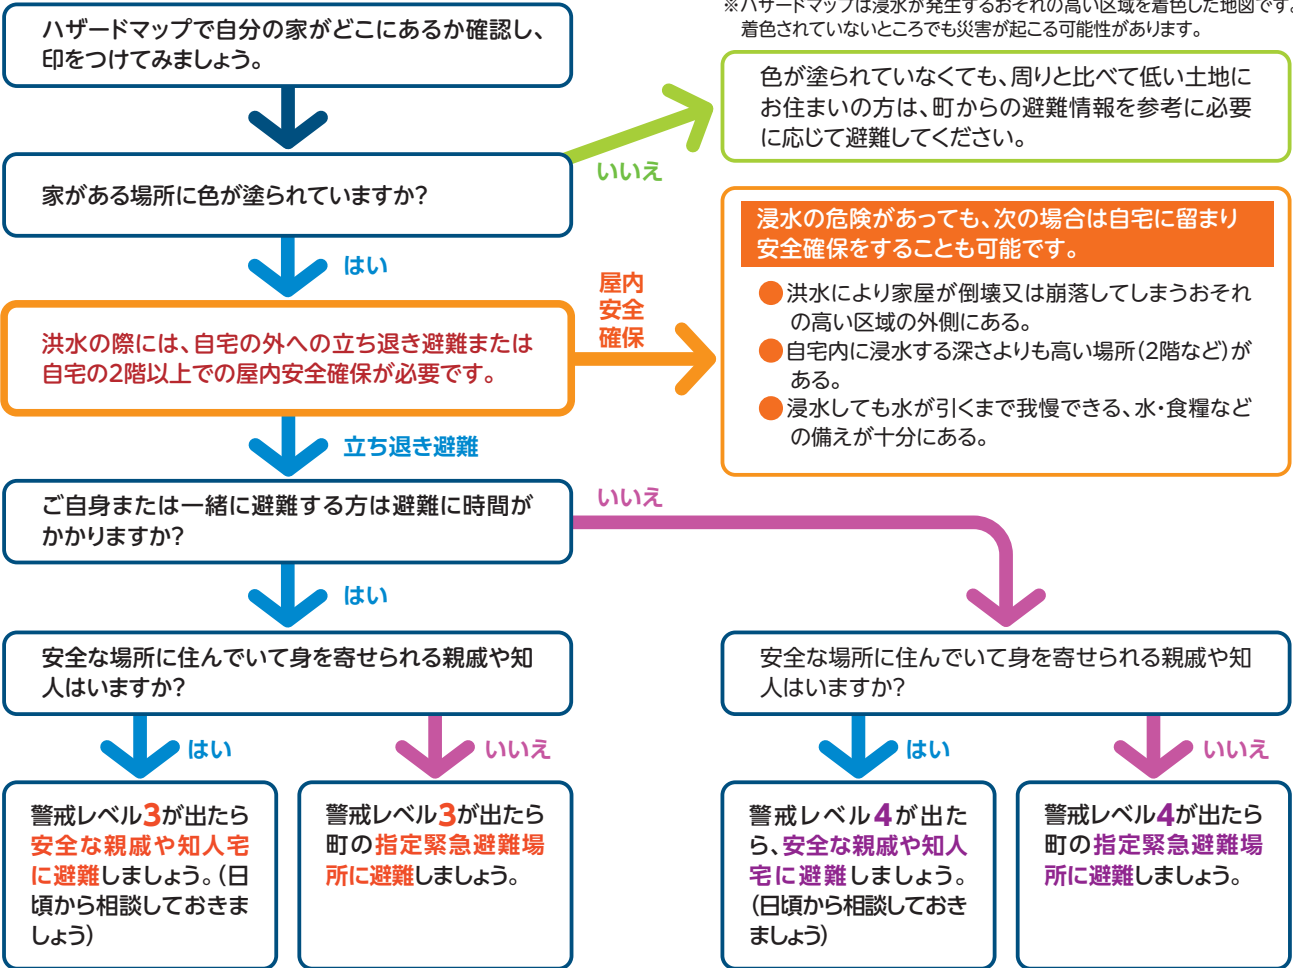 ※ハザードマップは浸水が発生するおそれの高い区域を着色した地図です。
着色されていないところでも災害が起こる可能性があります。
ハザードマップで自分の家がどこにあるか確認し、
印をつけてみましょう。
色が塗られていなくても、周りと比べて低い土地に
お住まいの方は、町からの避難情報を参考に必要
に応じて避難してください。
いいえ
家がある場所に色が塗られていますか?
はい
浸水の危険があっても、次の場合は自宅に留まり
安全確保をすることも可能です。
●洪水により家屋が倒壊又は崩落してしまうおそれ
の高い区域の外側にある。
●自宅内に浸水する深さよりも高い場所(2階など)が
ある。
●浸水しても水が引くまで我慢できる、水・食糧など
の備えが十分にある。
屋内
安全
確保
洪水の際には、自宅の外への立ち退き避難または
自宅の2階以上での屋内安全確保が必要です。
立ち退き避難
ご自身または一緒に避難する方は避難に時間が
かかりますか?
いいえ
はい
安全な場所に住んでいて身を寄せられる親戚や知
人はいますか?
安全な場所に住んでいて身を寄せられる親戚や知
人はいますか?
はい
いいえ
はい
いいえ
警戒レベル3が出たら
安全な親戚や知人宅
に避難しましょう。(日
頃から相談しておきま
しょう)
警戒レベル3が出たら
町の指定緊急避難場
所に避難しましょう。
警戒レベル4が出た
ら、安全な親戚や知人
宅に避難しましょう。
(日頃から相談しておき
ましょう)
警戒レベル4が出たら
町の指定緊急避難場
所に避難しましょう。